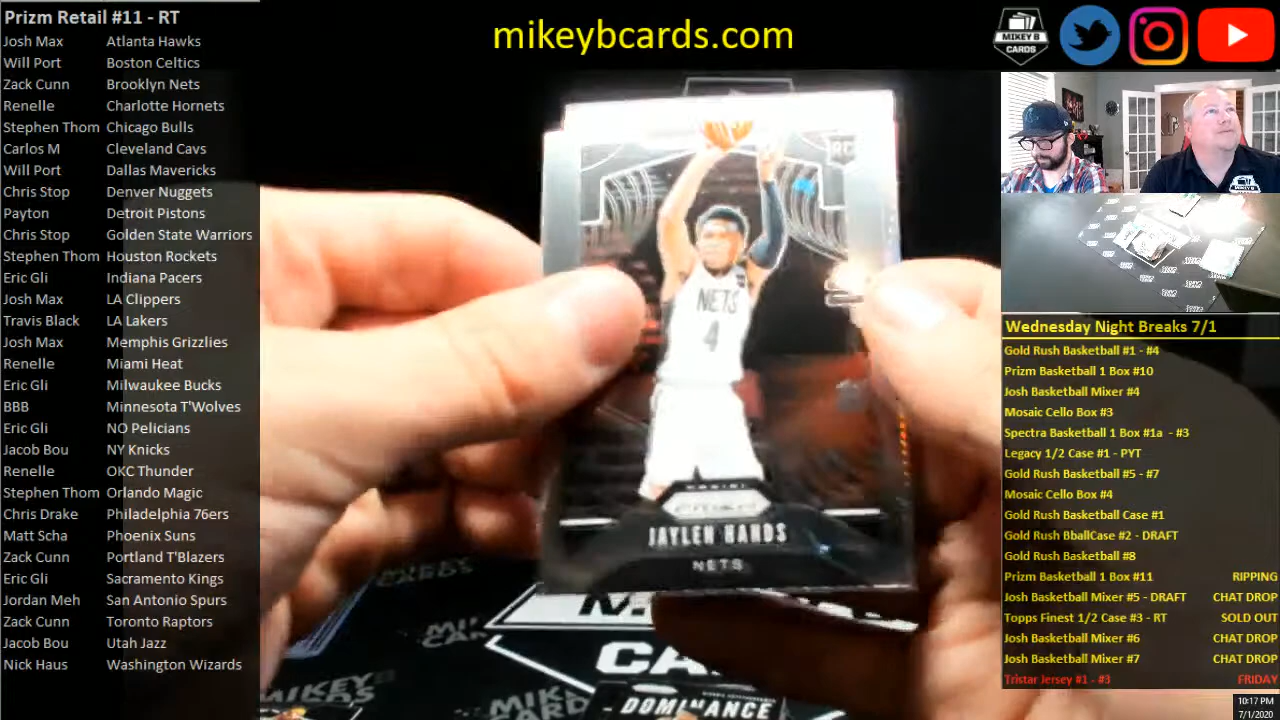 Prizm Retail #11 - RT
Josh Max Atlanta Hawks
Will Port Boston Celtics
Zack Cunn Brooklyn Nets
Renelle Charlotte Hornets
Stephen Thom Chicago Bulls
Carlos M Cleveland Cavs
Will Port Dallas Mavericks
Chris Stop Denver Nuggets
Payton Detroit Pistons
Chris Stop Golden State Warriors
Stephen Thom Houston Rockets
Eric Gli Indiana Pacers
Josh Max LA Clippers
Travis Black LA Lakers
Josh Max Memphis Grizzlies
Renelle Miami Heat
Eric Gli Milwaukee Bucks
BBB Minnesota T'Wolves
Eric Gli NO Pelicians
Jacob Bou NY Knicks
Renelle OKC Thunder
Stephen Thom Orlando Magic
Chris Drake Philadelphia 76ers
Matt Scha Phoenix Suns
Zack Cunn Portland T'Blazers
Eric Gli Sacramento Kings
Jordan Meh San Antonio Spurs
Zack Cunn Toronto Raptors
Jacob Bou Utah Jazz
Nick Haus Washington Wizards
mikeybcards.com
MIKEY B
CARDS
RC
NETS
4
PANINI
PRIZM
JAYLEN HANDS
NETS
MIKEY
CARDS
DOMINANCE
Wednesday Night Breaks 7/1
Gold Rush Basketball #1 - #4
Prizm Basketball 1 Box #10
Josh Basketball Mixer #4
Mosaic Cello Box #3
Spectra Basketball 1 Box #1a - #3
Legacy 1/2 Case #1 - PYT
Gold Rush Basketball #5 - #7
Mosaic Cello Box #4
Gold Rush Basketball Case #1
Gold Rush BballCase #2 - DRAFT
Gold Rush Basketball #8
Prizm Basketball 1 Box #11 RIPPING
Josh Basketball Mixer #5 - DRAFT CHAT DROP
Topps Finest 1/2 Case #3 - RT SOLD OUT
Josh Basketball Mixer #6 CHAT DROP
Josh Basketball Mixer #7 CHAT DROP
Tristar Jersey #1 - #3 FRIDAY
10:17 PM
7/1/2020